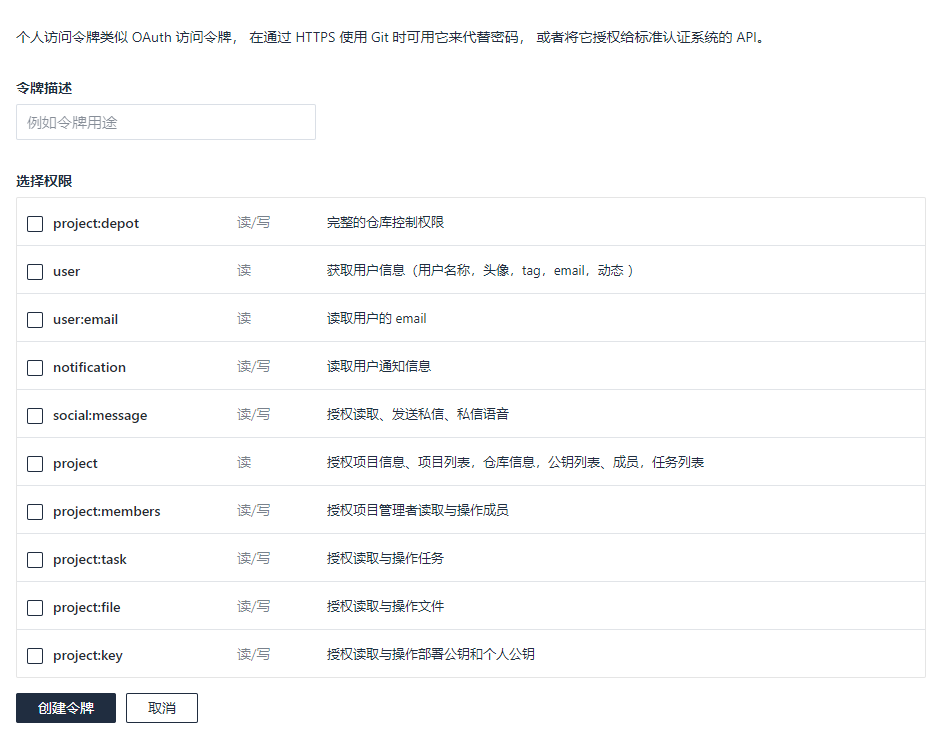 个人访问令牌类似 OAuth 访问令牌， 在通过 HTTPS 使用 Git 时可用它来代替密码， 或者将它授权给标准认证系统的 API。
令牌描述
例如令牌用途
选择权限
project:depot 读/写 完整的仓库控制权限
user 读 获取用户信息（用户名称，头像，tag，email，动态 ）
user:email 读 读取用户的 email
notification 读/写 读取用户通知信息
social:message 读/写 授权读取、发送私信、私信语音
project 读 授权项目信息、项目列表，仓库信息，公钥列表、成员，任务列表
project:members 读/写 授权项目管理者读取与操作成员
project:task 读/写 授权读取与操作任务
project:file 读/写 授权读取与操作文件
project:key 读/写 授权读取与操作部署公钥和个人公钥
创建令牌 取消